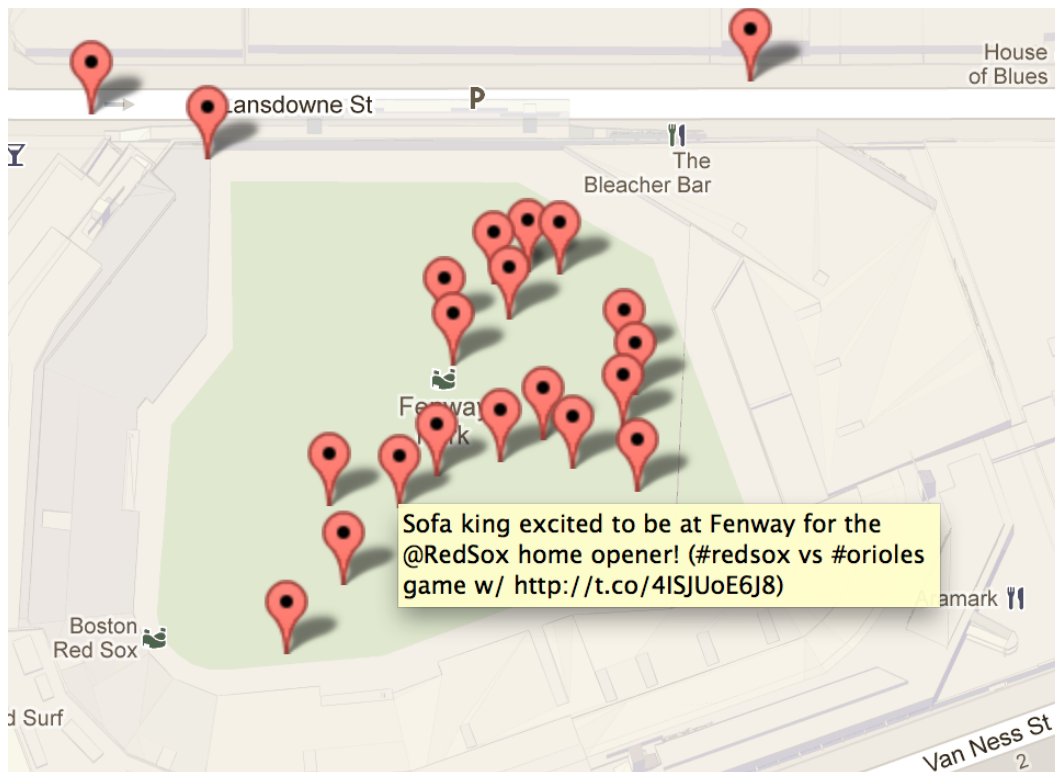 House
of Blues
Lansdowne St
P
The
Bleacher Bar
Fenway
Park
Sofa king excited to be at Fenway for the
@RedSox home opener! (#redsox vs #orioles
game w/ http://t.co/4lSJUoE6J8)
Aramark
Boston
Red Sox
d Surf
Van Ness St
2